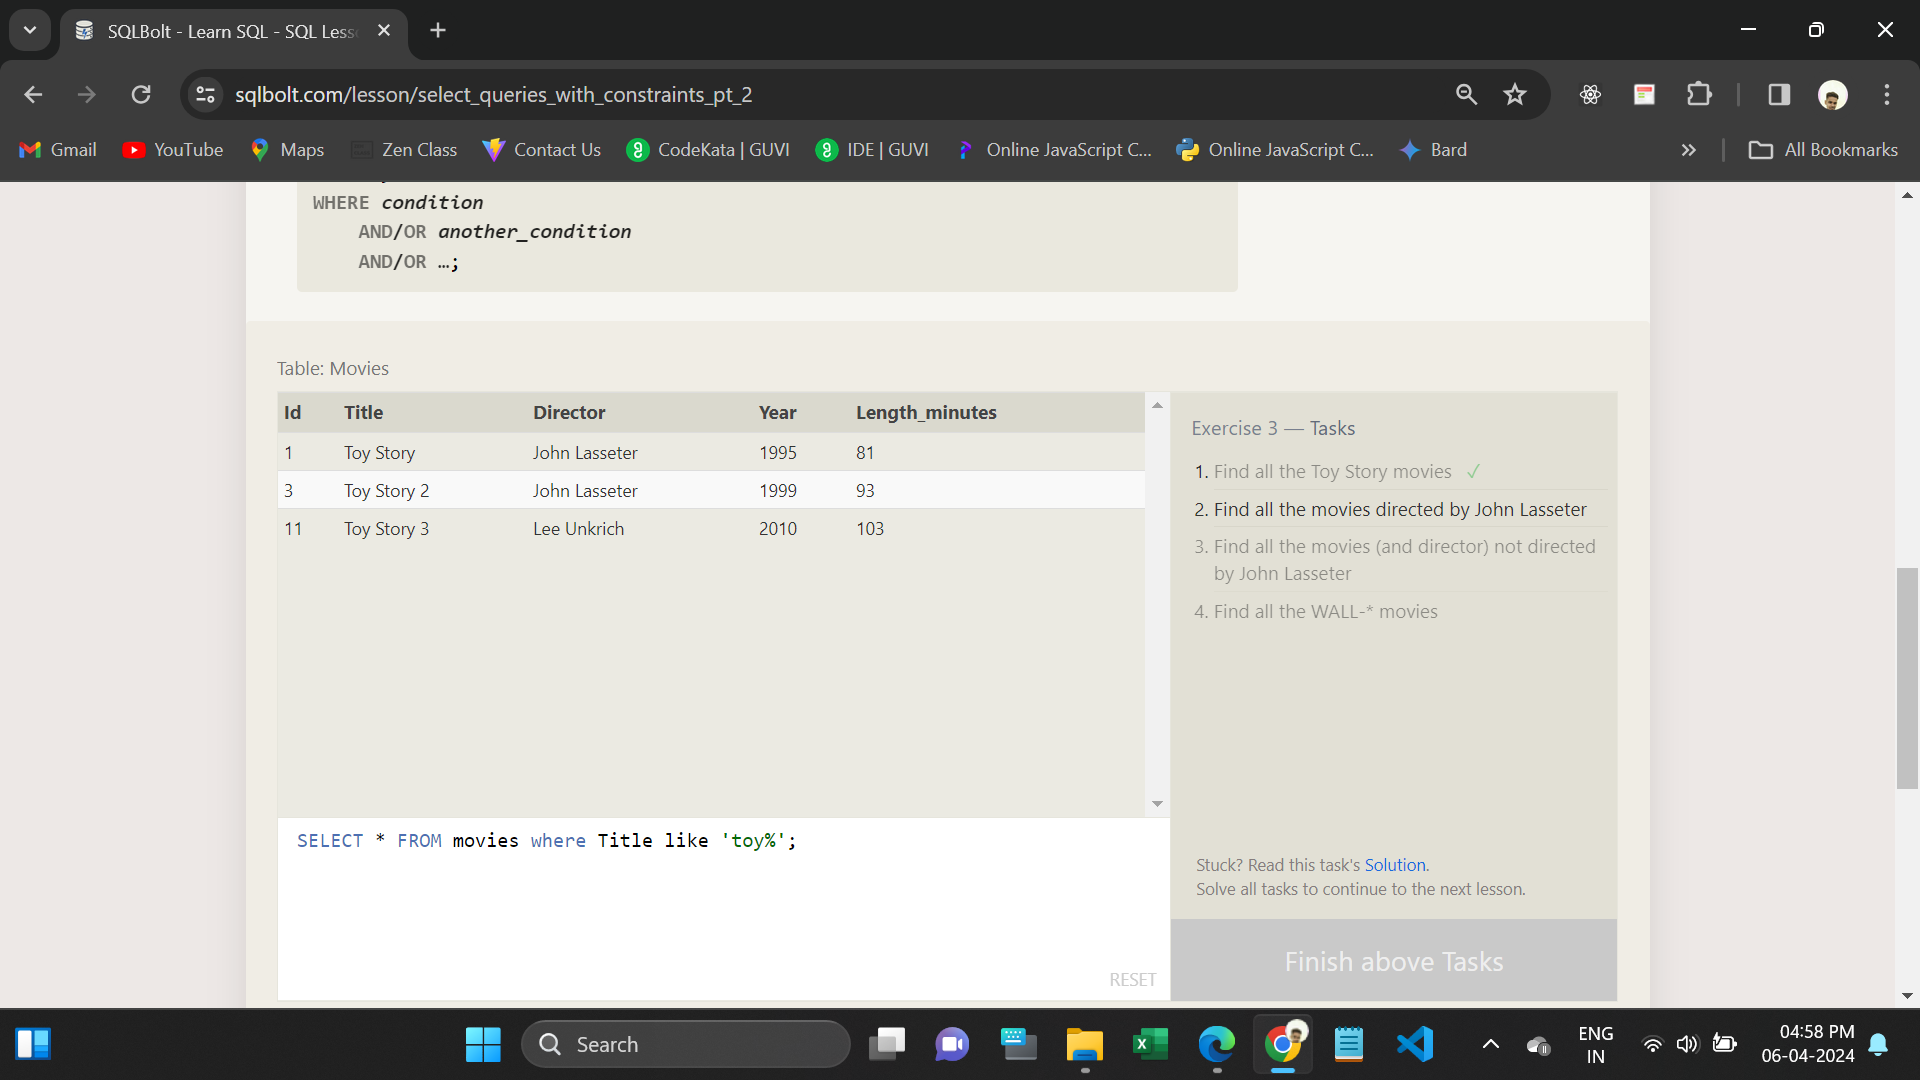 SQLBolt - Learn SQL - SQL Less
sqlbolt.com/lesson/select_queries_with_constraints_pt_2
Gmail YouTube Maps Zen Class Contact Us CodeKata | GUVI IDE | GUVI Online JavaScript C... Online JavaScript C... Bard » All Bookmarks
WHERE condition
AND/OR another_condition
AND/OR …;
Table: Movies
Id Title Director Year Length_minutes
1 Toy Story John Lasseter 1995 81
3 Toy Story 2 John Lasseter 1999 93
11 Toy Story 3 Lee Unkrich 2010 103
SELECT * FROM movies where Title like 'toy%';
RESET
Exercise 3 — Tasks
1. Find all the Toy Story movies ✓
2. Find all the movies directed by John Lasseter
3. Find all the movies (and director) not directed
by John Lasseter
4. Find all the WALL-* movies
Stuck? Read this task's Solution.
Solve all tasks to continue to the next lesson.
Finish above Tasks
Search
ENG
IN
04:58 PM
06-04-2024